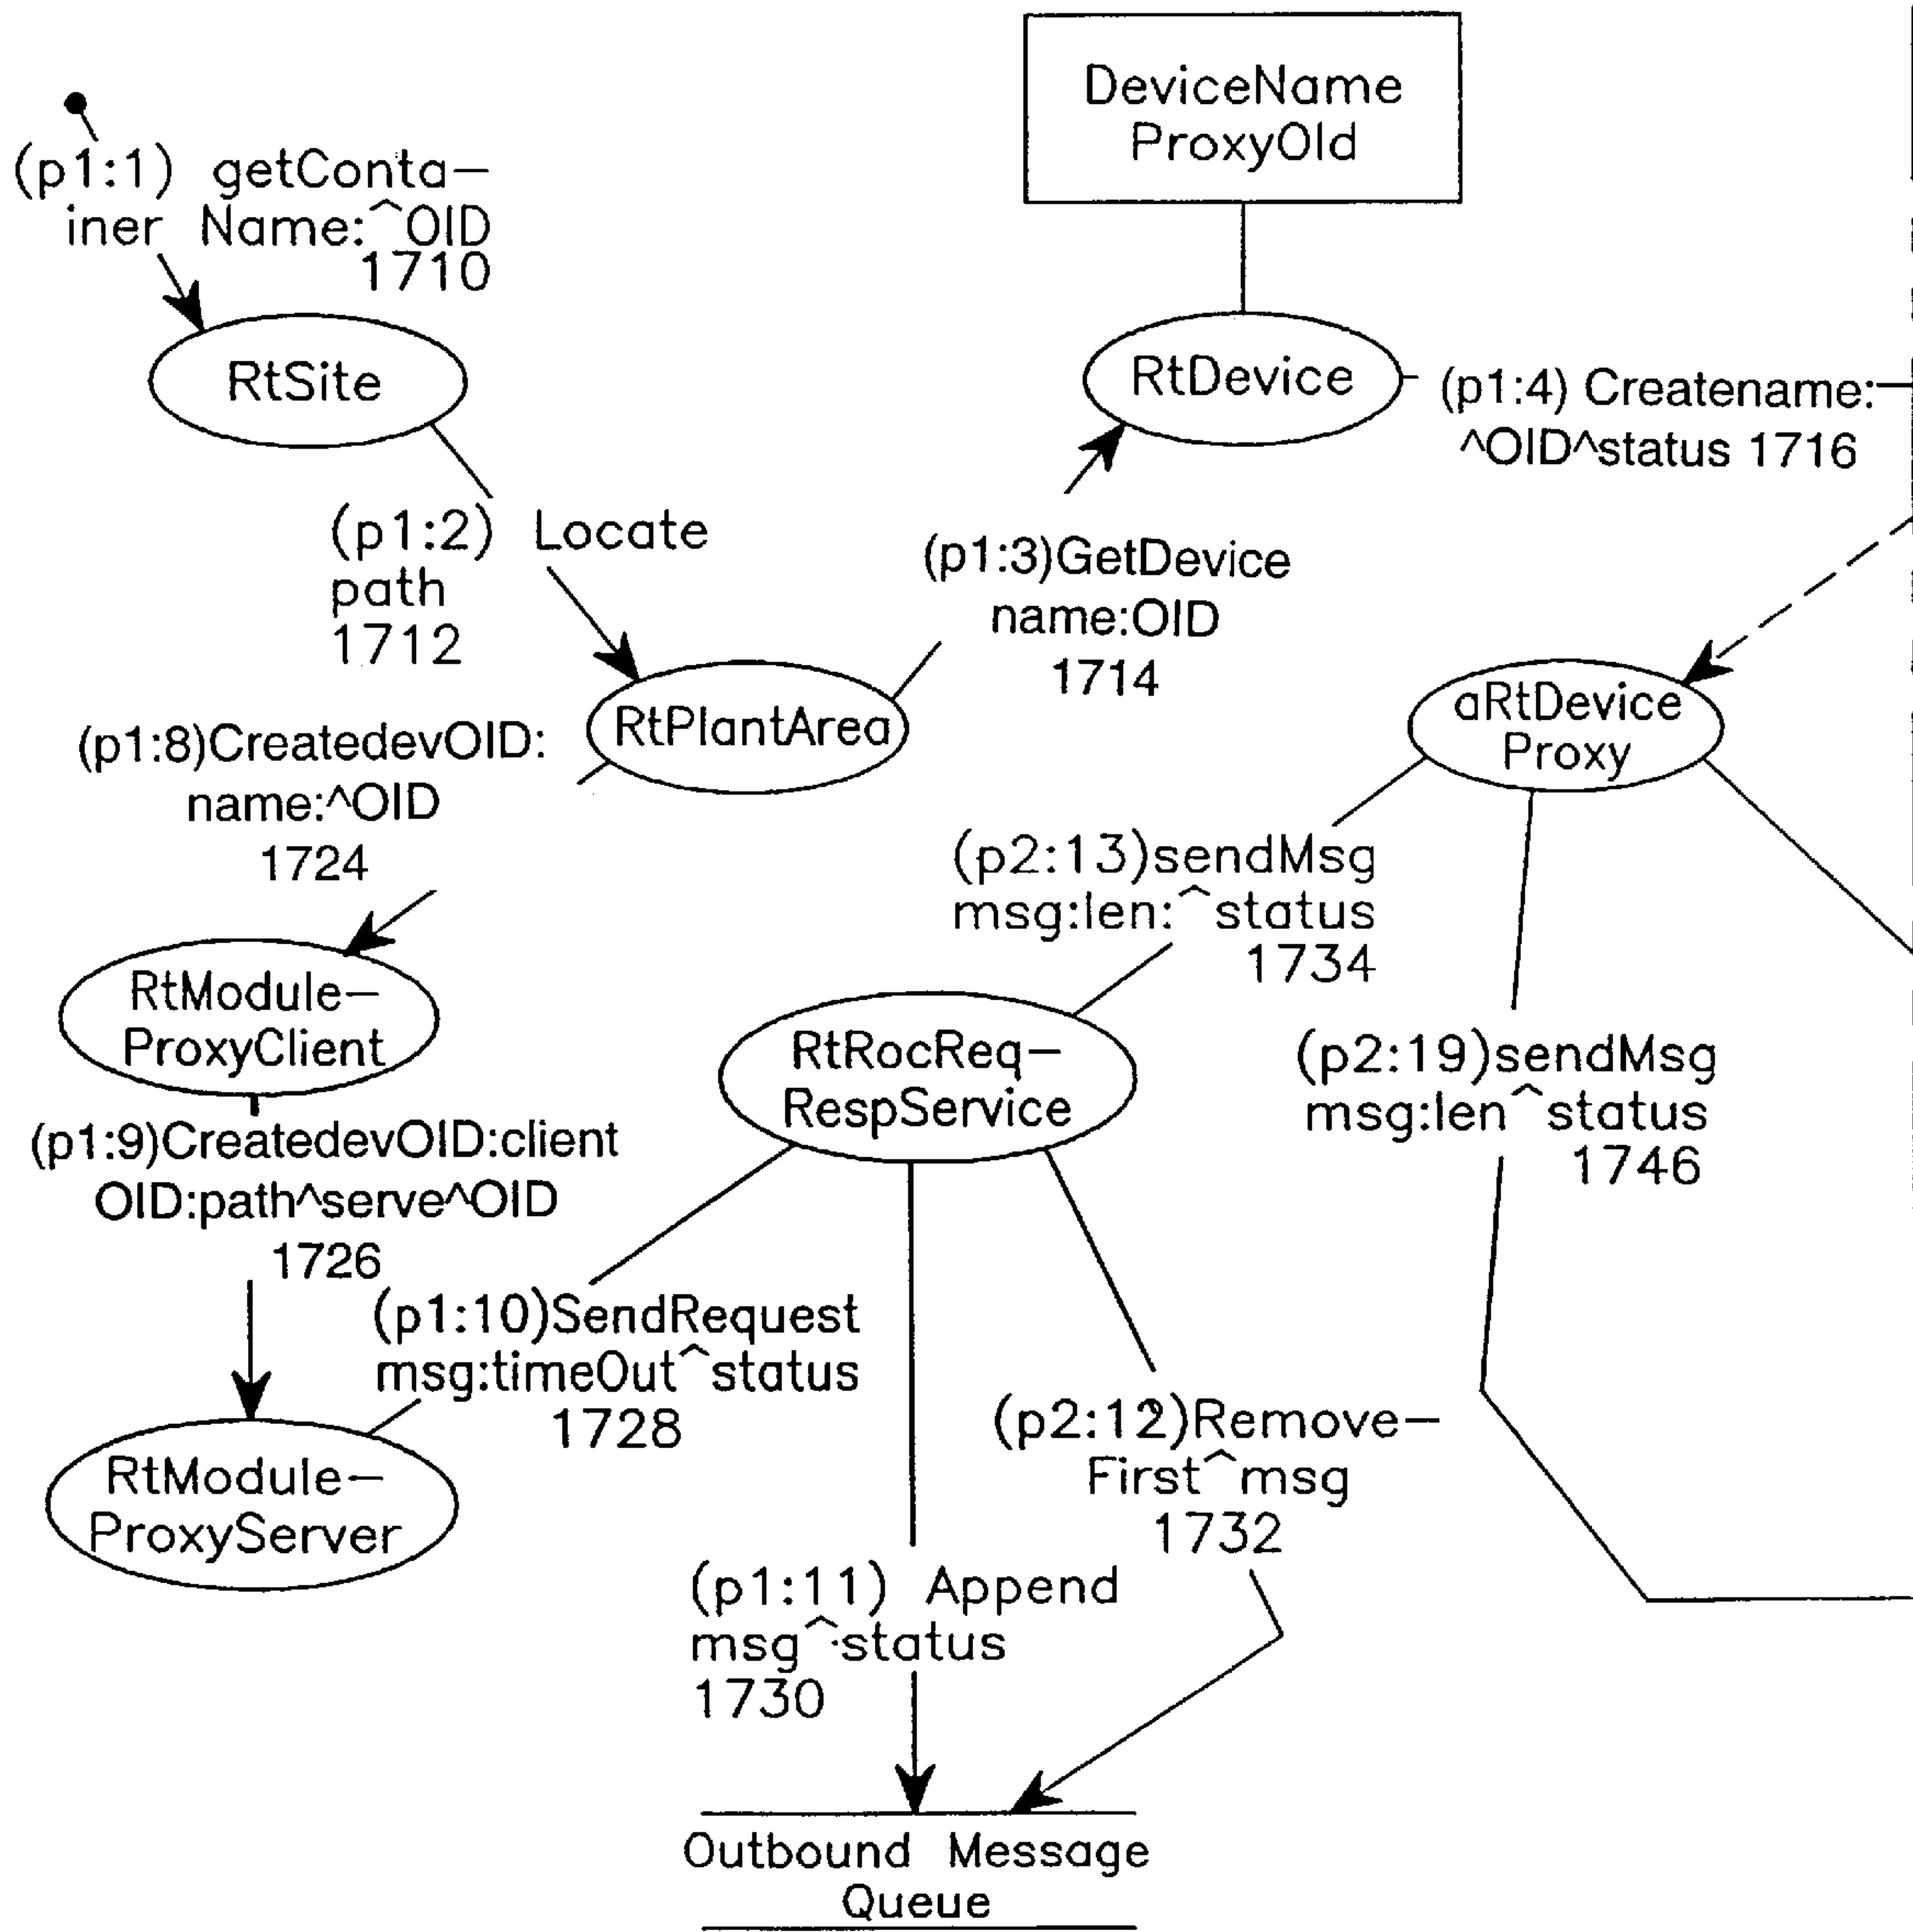 DeviceName
ProxyOld
(p1:1) getConta-
iner Name:^OID
1710
RtSite
RtDevice
(p1:4) Createname:
^OID^status 1716
(p1:2) Locate
path
1712
(p1:3)GetDevice
name:OID
1714
RtPlantArea
aRtDevice
Proxy
(p1:8)CreatedevOID:
name:^OID
1724
(p2:13)sendMsg
msg:len:^status
1734
RtModule-
ProxyClient
RtRocReq-
RespService
(p2:19)sendMsg
msg:len^status
1746
(p1:9)CreatedevOID:client
OID:path^serve^OID
1726
(p1:10)SendRequest
msg:timeOut^status
1728
(p2:12)Remove-
First^msg
1732
RtModule-
ProxyServer
(p1:11) Append
msg^status
1730
Outbound Message
Queue